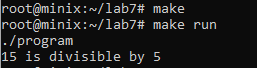 root@minix:~/lab7# make
root@minix:~/lab7# make run
./program
15 is divisible by 5